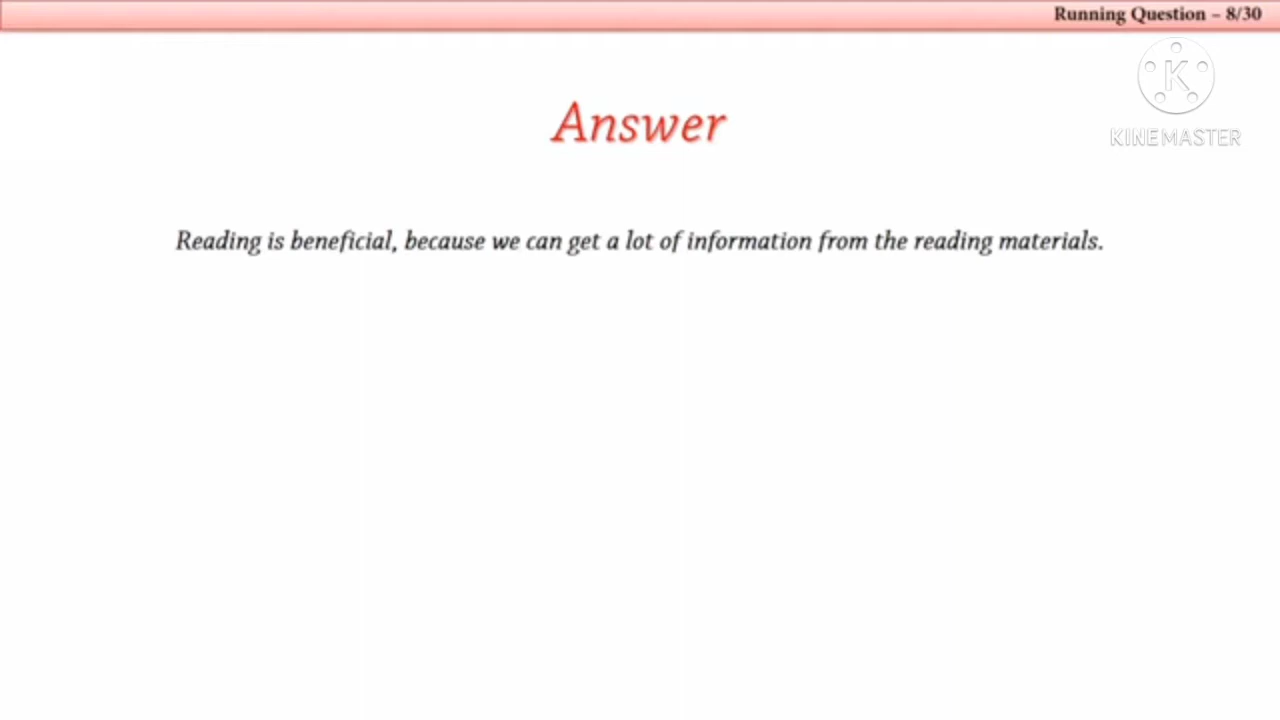 Running Question – 8/30
K
KINEMASTER
Answer
Reading is beneficial, because we can get a lot of information from the reading materials.